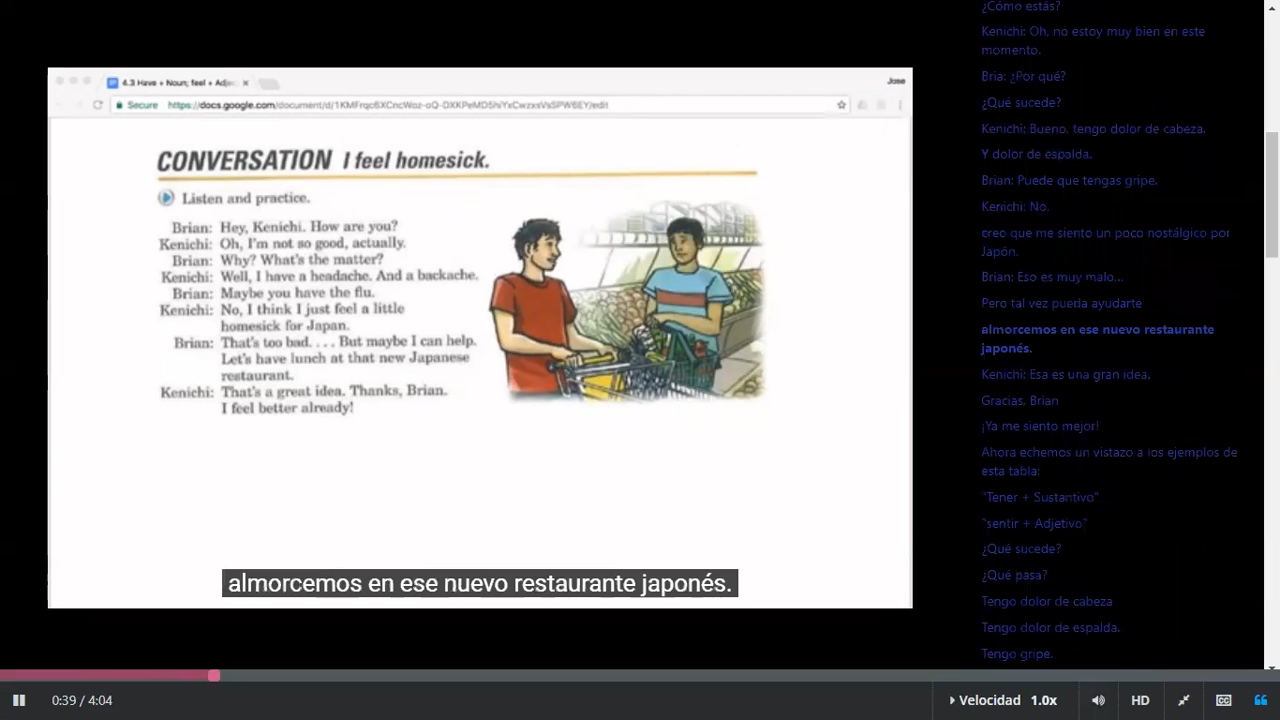 4.3 Have + Noun; feel + Adje
Jose
Secure
CONVERSATION I feel homesick.
Listen and practice.
Brian: Hey, Kenichi. How are you?
Kenichi: Oh, I'm not so good, actually.
Brian: Why? What's the matter?
Kenichi: Well, I have a headache. And a backache.
Brian: Maybe you have the flu.
Kenichi: No, I think I just feel a little
homesick for Japan.
Brian: That's too bad. . . . But maybe I can help.
Let's have lunch at that new Japanese
restaurant.
Kenichi: That's a great idea. Thanks, Brian.
I feel better already!
almorcemos en ese nuevo restaurante japonés.
¿Cómo estás?
Kenichi: Oh, no estoy muy bien en este
momento.
Bria: ¿Por qué?
¿Qué sucede?
Kenichi: Bueno, tengo dolor de cabeza.
Y dolor de espalda.
Brian: Puede que tengas gripe.
Kenichi: No,
creo que me siento un poco nostálgico por
Japón.
Brian: Eso es muy malo...
Pero tal vez pueda ayudarte
almorcemos en ese nuevo restaurante
japonés.
Kenichi: Esa es una gran idea.
Gracias, Brian
¡Ya me siento mejor!
Ahora echemos un vistazo a los ejemplos de
esta tabla:
"Tener + Sustantivo"
"sentir + Adjetivo"
¿Qué sucede?
¿Qué pasa?
Tengo dolor de cabeza
Tengo dolor de espalda.
Tengo gripe.
0:39 / 4:04
Velocidad 1.0x
HD
CC